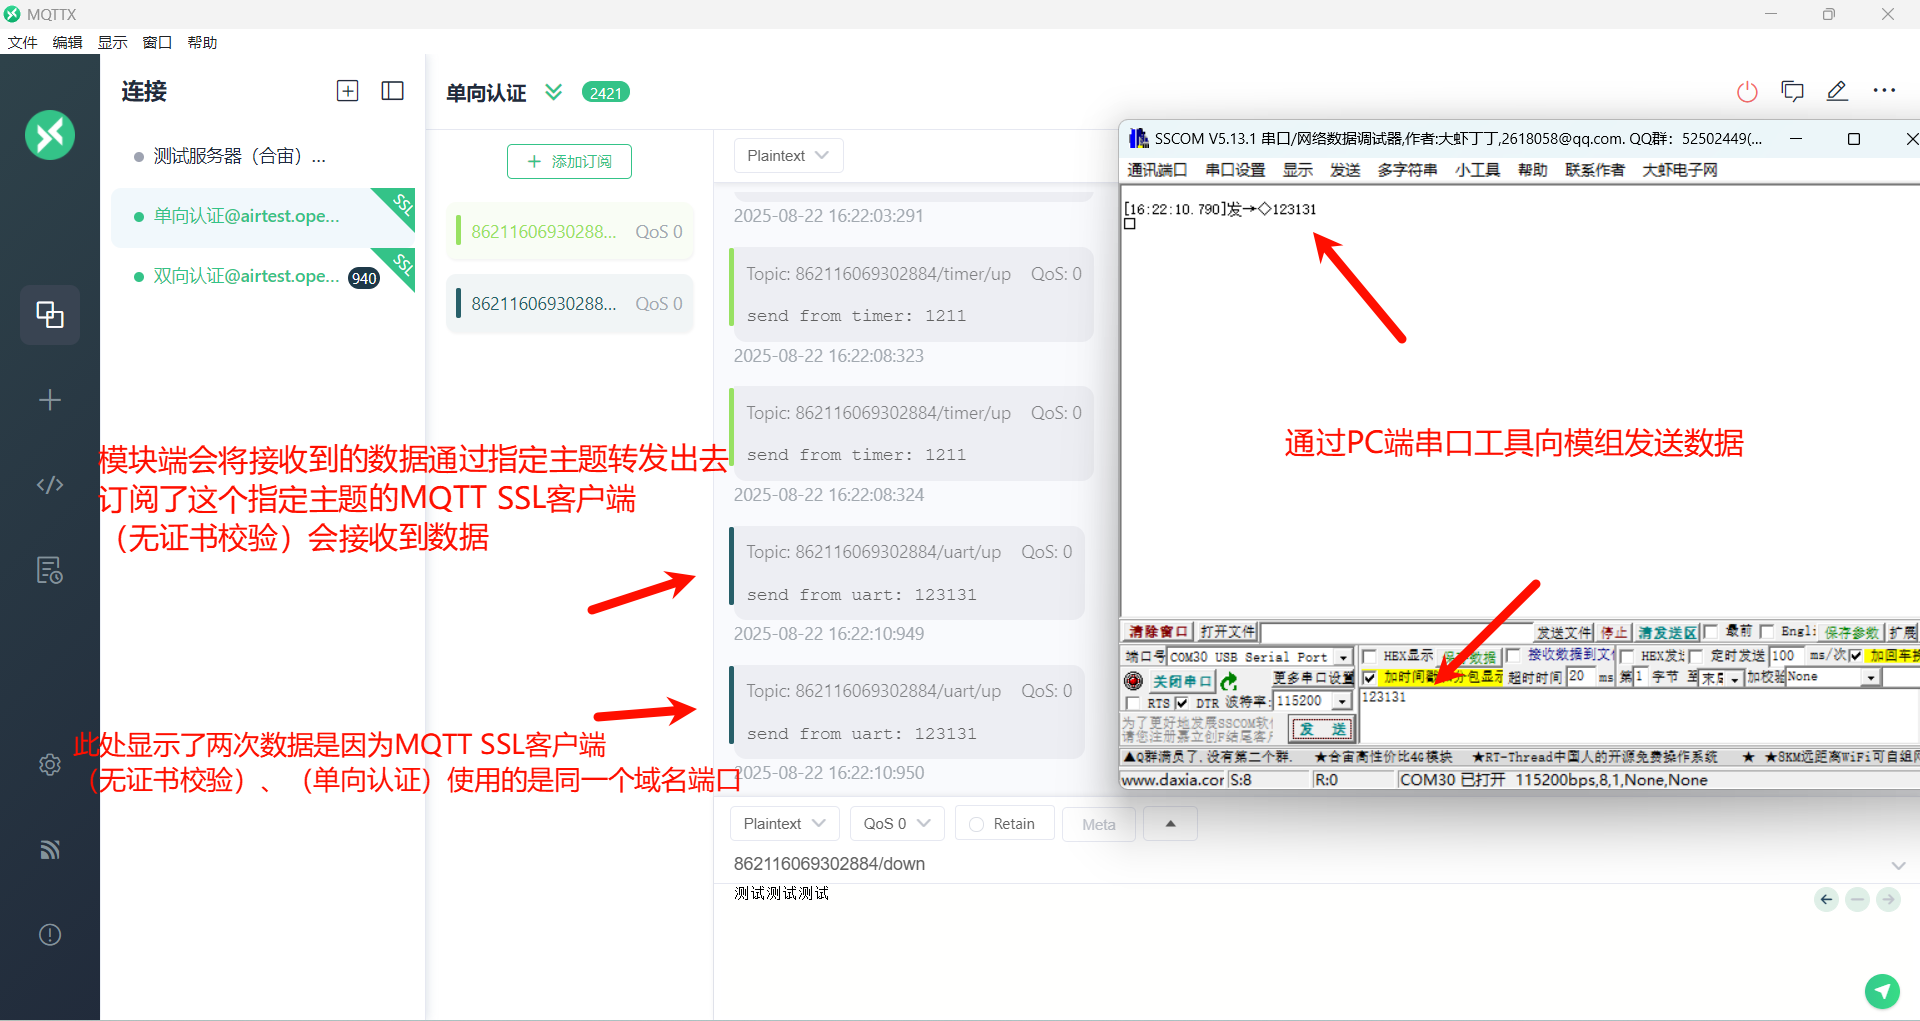 MQTTX
文件 编辑 显示 窗口 帮助
连接
测试服务器（合宙）...
单向认证@airtest.ope...
SSL
双向认证@airtest.ope...
940
SSL
单向认证
2421
添加订阅
86211606930288...
QoS 0
86211606930288...
QoS 0
Plaintext
2025-08-22 16:22:03:291
Topic: 862116069302884/timer/up QoS: 0
send from timer: 1211
2025-08-22 16:22:08:323
Topic: 862116069302884/timer/up QoS: 0
send from timer: 1211
2025-08-22 16:22:08:324
Topic: 862116069302884/uart/up QoS: 0
send from uart: 123131
2025-08-22 16:22:10:949
Topic: 862116069302884/uart/up QoS: 0
send from uart: 123131
2025-08-22 16:22:10:950
模块端会将接收到的数据通过指定主题转发出去
订阅了这个指定主题的MQTT SSL客户端
（无证书校验）会接收到数据
此处显示了两次数据是因为MQTT SSL客户端
（无证书校验）、（单向认证）使用的是同一个域名端口
Plaintext
QoS 0
Retain
Meta
862116069302884/down
测试测试测试
SSCOM V5.13.1 串口/网络数据调试器,作者:大虾丁丁,2618058@qq.com. QQ群：52502449(...
通讯端口 串口设置 显示 发送 多字符串 小工具 帮助 联系作者 大虾电子网
[16:22:10.790]发→◇123131
通过PC端串口工具向模组发送数据
清除窗口 打开文件 发送文件 停止 清发送区 最前 Engli 保存参数 扩展
端口号 COM30 USB Serial Port HEX显示 保存数据 接收数据到文 HEX发 定时发送 100 ms/次 加回车换
关闭串口 更多串口设置 加时间 分包显示 超时时间 20 ms 第1 字节 至 末尾 加校验 None
RTS DTR 波特率: 115200 123131
为了更好地发展SSCOM软
请您注册嘉立创F结尾客
发 送
▲Q群满员了,没有第二个群. ★合宙高性价比4G模块 ★RT-Thread中国人的开源免费操作系统 ★ ★8KM远距离WiFi可自组
www.daxia.cor S:8 R:0 COM30 已打开 115200bps,8,1,None,None